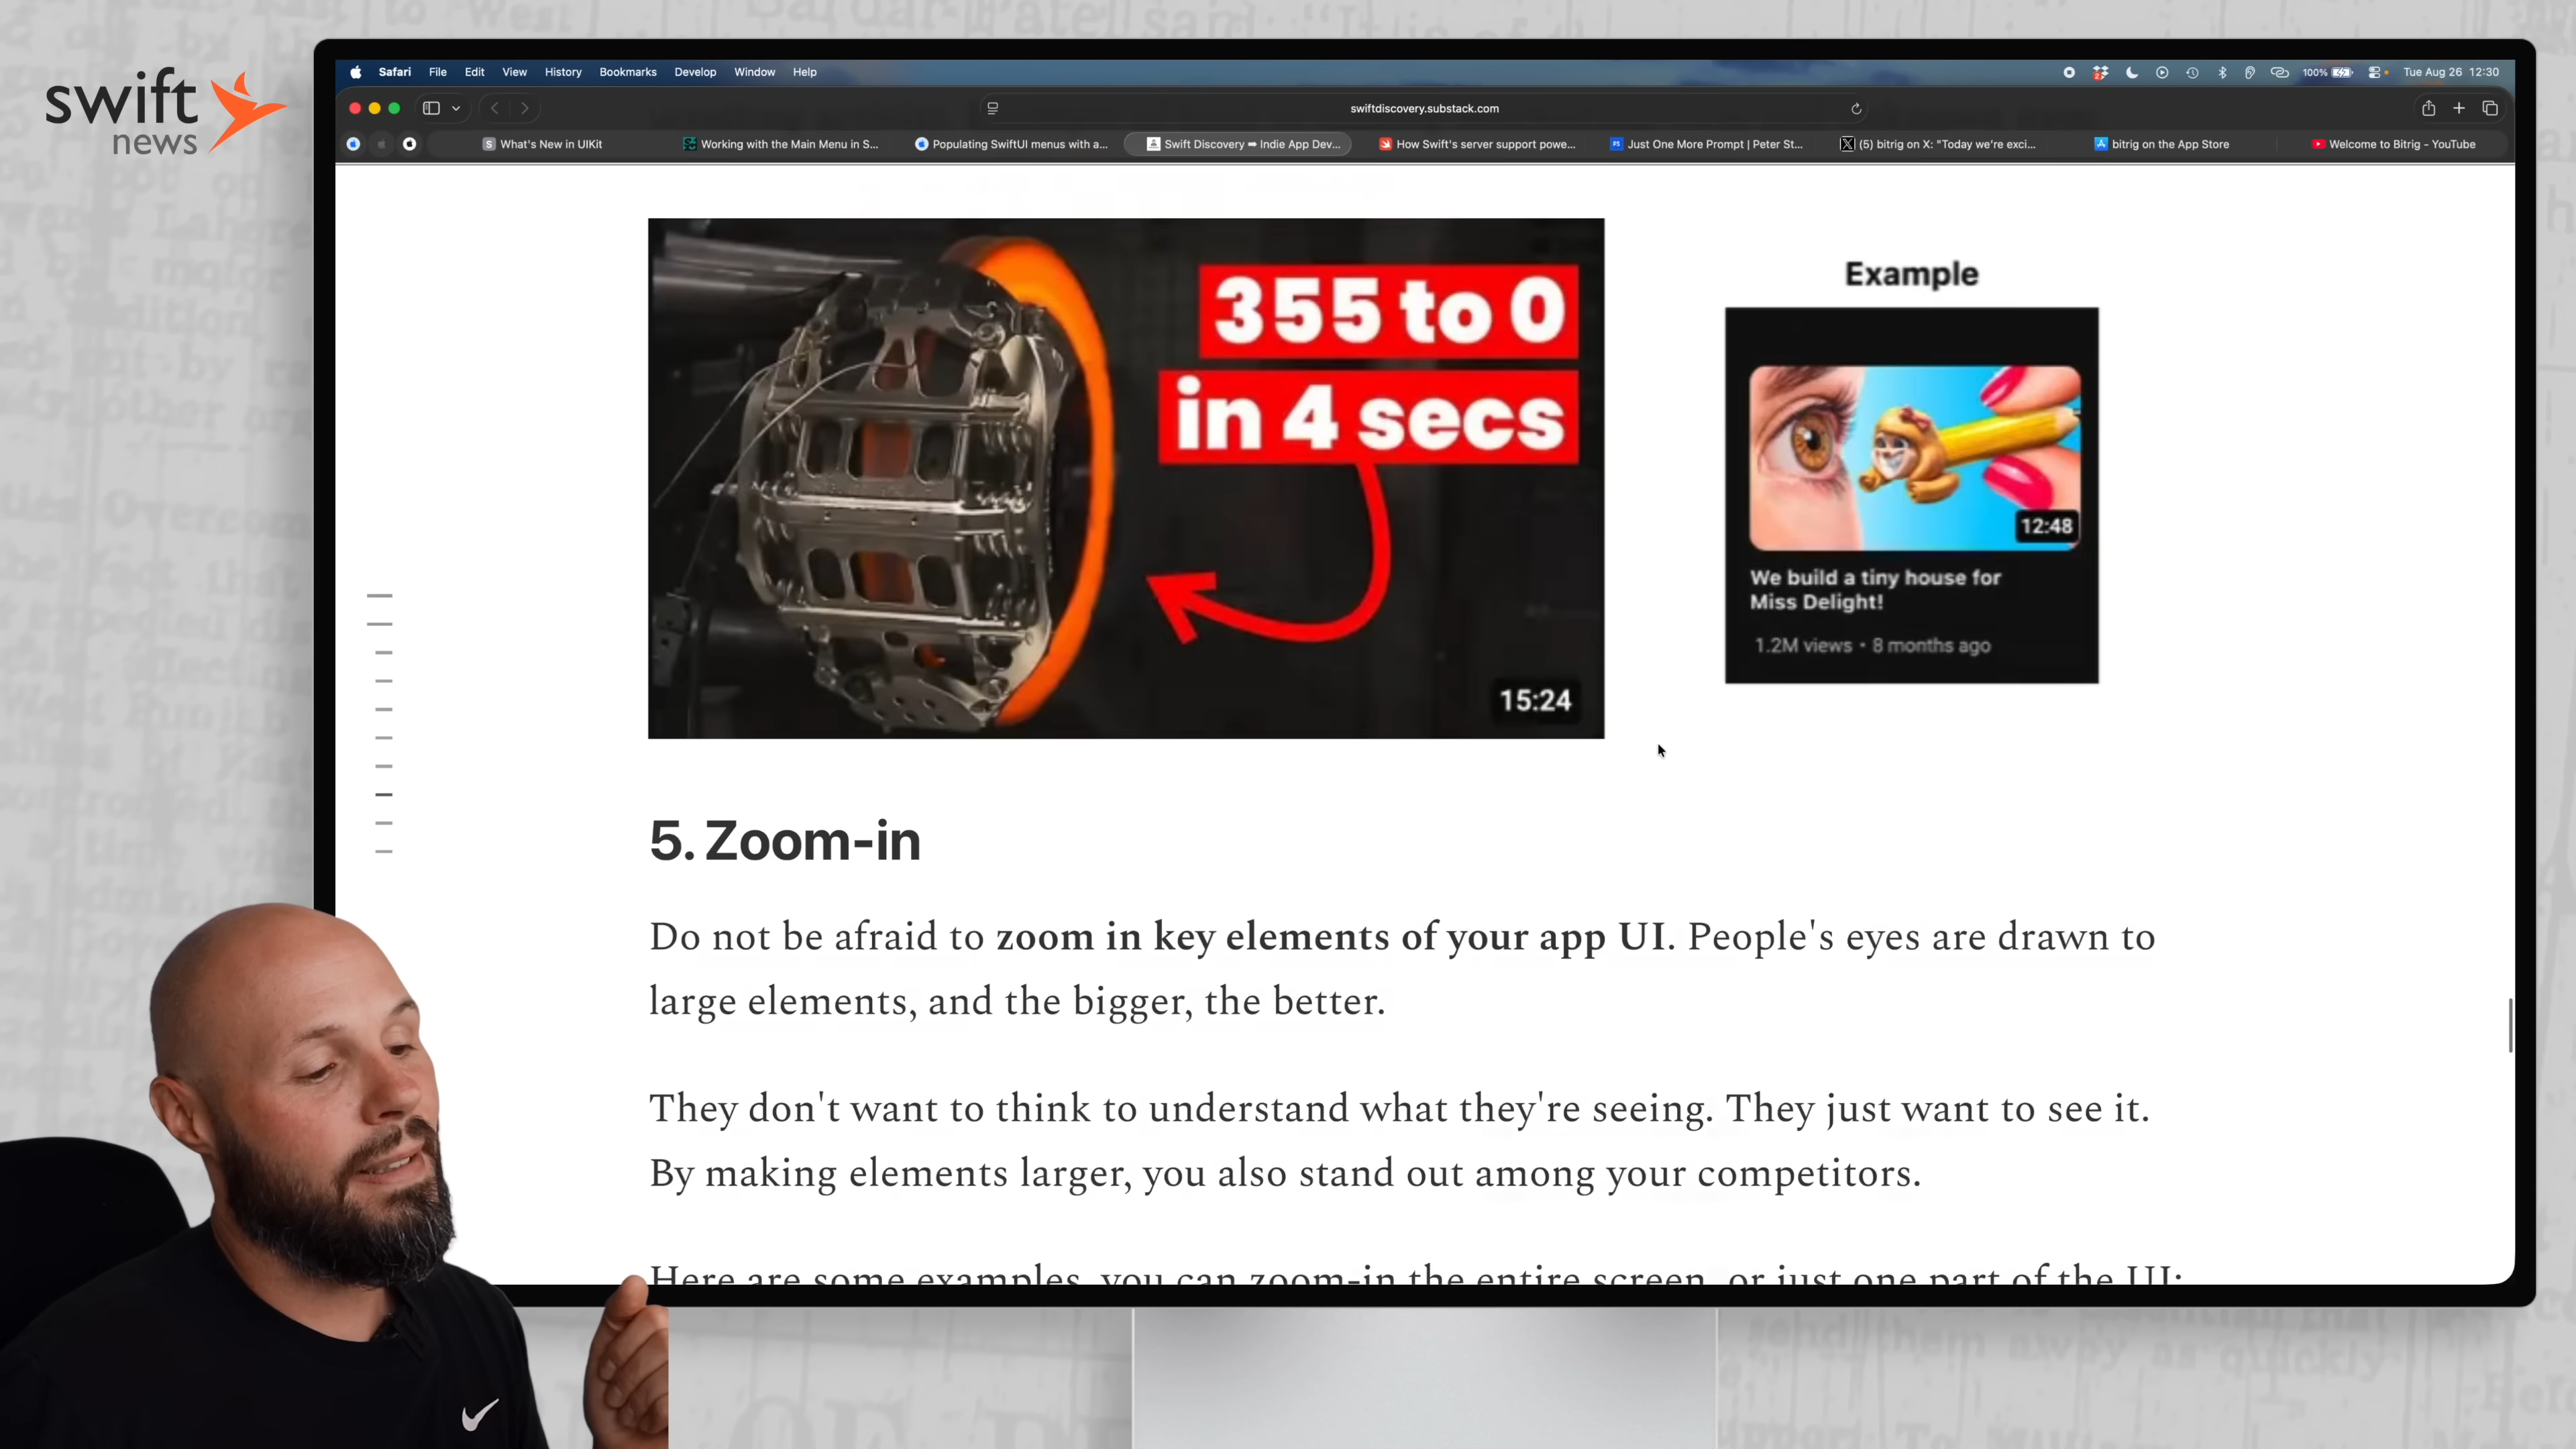 swift
news
Safari File Edit View History Bookmarks Develop Window Help
100% Tue Aug 26 12:30
swiftdiscovery.substack.com
What's New in UIKit
Working with the Main Menu in S...
Populating SwiftUI menus with a...
Swift Discovery ➡ Indie App Dev...
How Swift's server support powe...
Just One More Prompt | Peter St...
(5) bitrig on X: "Today we're exci...
bitrig on the App Store
Welcome to Bitrig - YouTube
355 to 0
in 4 secs
15:24
Example
12:48
We build a tiny house for
Miss Delight!
1.2M views • 8 months ago
5. Zoom-in
Do not be afraid to zoom in key elements of your app UI. People's eyes are drawn to
large elements, and the bigger, the better.
They don't want to think to understand what they're seeing. They just want to see it.
By making elements larger, you also stand out among your competitors.
Here are some examples, you can zoom-in the entire screen, or just one part of the UI: